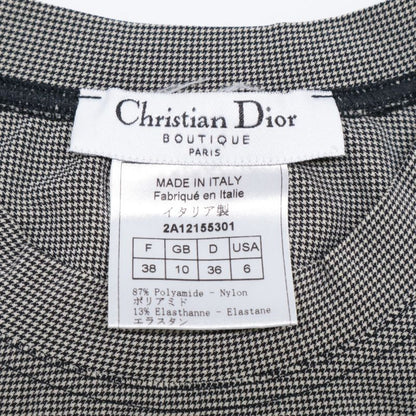 Christian Dior
BOUTIQUE
PARIS
MADE IN ITALY
Fabriqué en Italie
イタリア製
2A12155301
F GB D USA
38 10 36 6
87% Polyamide - Nylon
ポリアミド
13% Elasthanne - Elastane
エラスタン